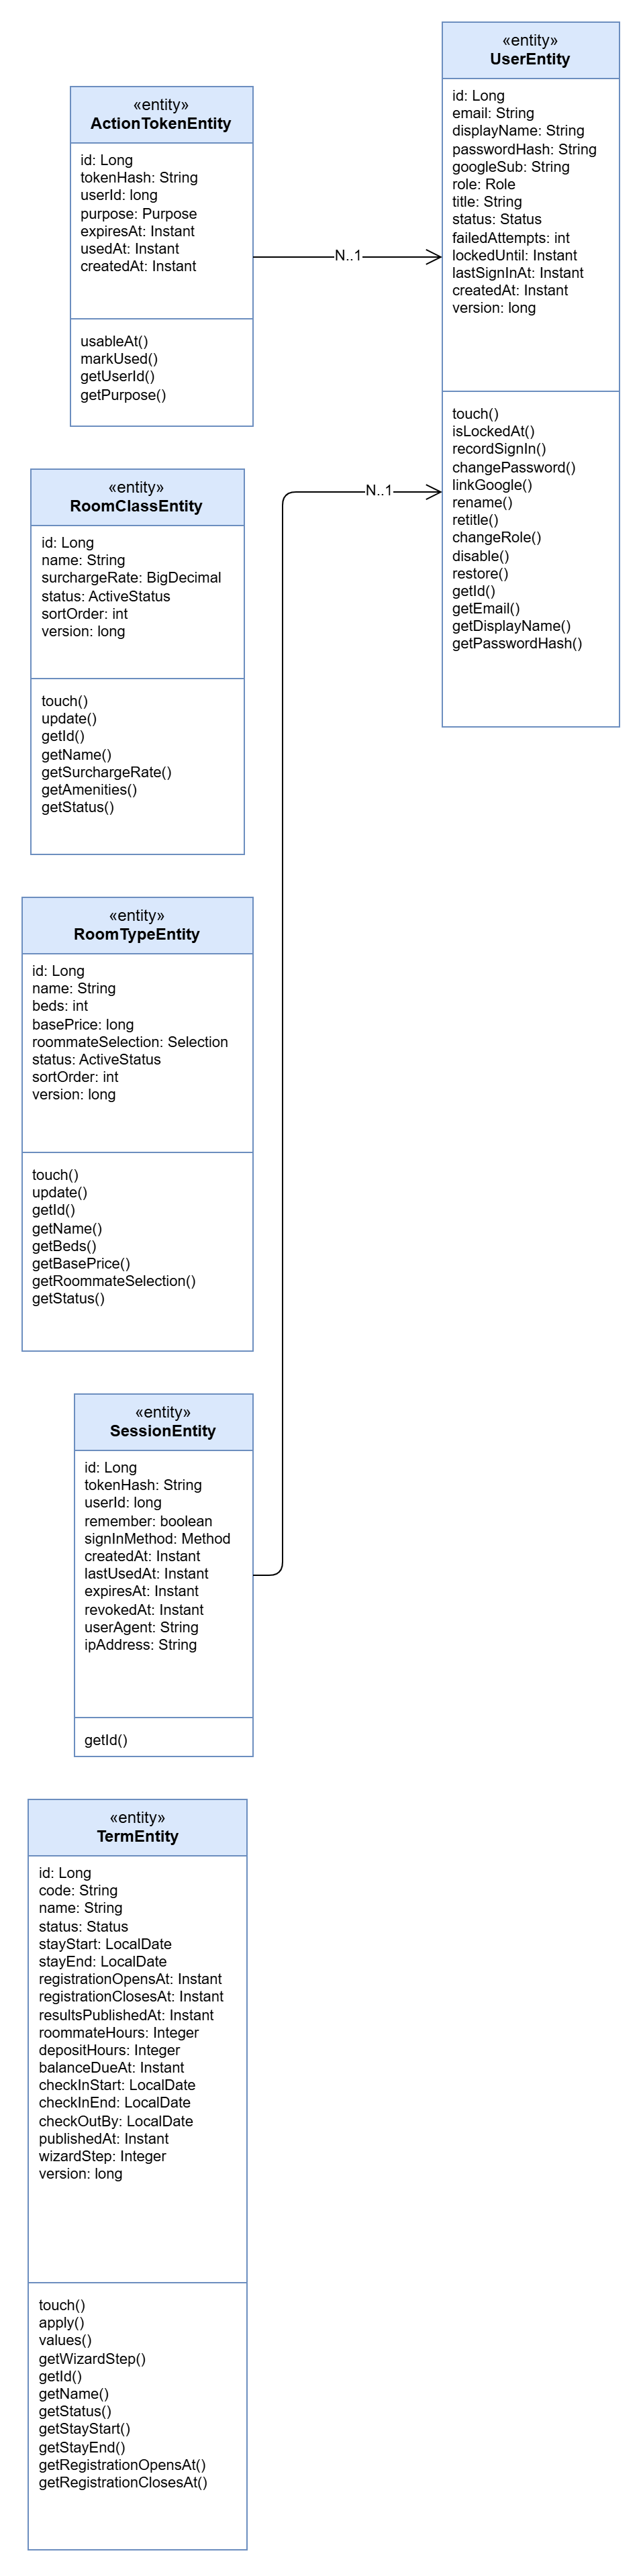 «entity»
UserEntity
id: Long
email: String
displayName: String
passwordHash: String
googleSub: String
role: Role
title: String
status: Status
failedAttempts: int
lockedUntil: Instant
lastSignInAt: Instant
createdAt: Instant
version: long
touch()
isLockedAt()
recordSignIn()
changePassword()
linkGoogle()
rename()
retitle()
changeRole()
disable()
restore()
getId()
getEmail()
getDisplayName()
getPasswordHash()
«entity»
ActionTokenEntity
id: Long
tokenHash: String
userId: long
purpose: Purpose
expiresAt: Instant
usedAt: Instant
createdAt: Instant
usableAt()
markUsed()
getUserId()
getPurpose()
N..1
«entity»
RoomClassEntity
id: Long
name: String
surchargeRate: BigDecimal
status: ActiveStatus
sortOrder: int
version: long
touch()
update()
getId()
getName()
getSurchargeRate()
getAmenities()
getStatus()
N..1
«entity»
RoomTypeEntity
id: Long
name: String
beds: int
basePrice: long
roommateSelection: Selection
status: ActiveStatus
sortOrder: int
version: long
touch()
update()
getId()
getName()
getBeds()
getBasePrice()
getRoommateSelection()
getStatus()
«entity»
SessionEntity
id: Long
tokenHash: String
userId: long
remember: boolean
signInMethod: Method
createdAt: Instant
lastUsedAt: Instant
expiresAt: Instant
revokedAt: Instant
userAgent: String
ipAddress: String
getId()
«entity»
TermEntity
id: Long
code: String
name: String
status: Status
stayStart: LocalDate
stayEnd: LocalDate
registrationOpensAt: Instant
registrationClosesAt: Instant
resultsPublishedAt: Instant
roommateHours: Integer
depositHours: Integer
balanceDueAt: Instant
checkInStart: LocalDate
checkInEnd: LocalDate
checkOutBy: LocalDate
publishedAt: Instant
wizardStep: Integer
version: long
touch()
apply()
values()
getWizardStep()
getId()
getName()
getStatus()
getStayStart()
getStayEnd()
getRegistrationOpensAt()
getRegistrationClosesAt()